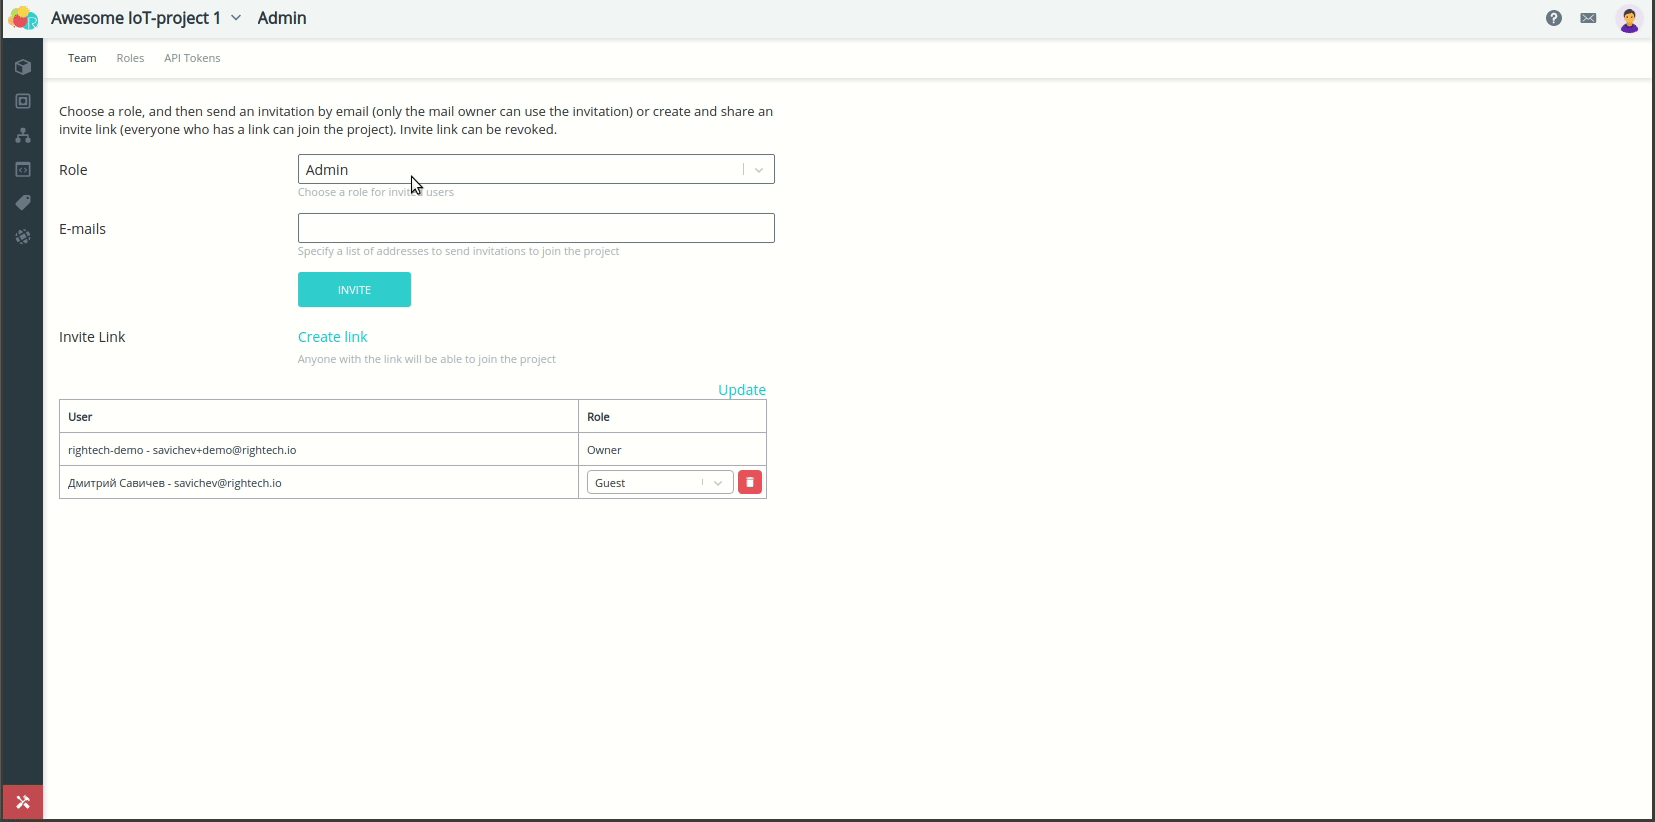 Awesome IoT-project 1 Admin
Team Roles API Tokens
Choose a role, and then send an invitation by email (only the mail owner can use the invitation) or create and share an
invite link (everyone who has a link can join the project). Invite link can be revoked.
Role Admin
Choose a role for invited users
E-mails
Specify a list of addresses to send invitations to join the project
INVITE
Invite Link Create link
Anyone with the link will be able to join the project
Update
User Role
rightech-demo - savichev+demo@rightech.io Owner
Дмитрий Савичев - savichev@rightech.io Guest